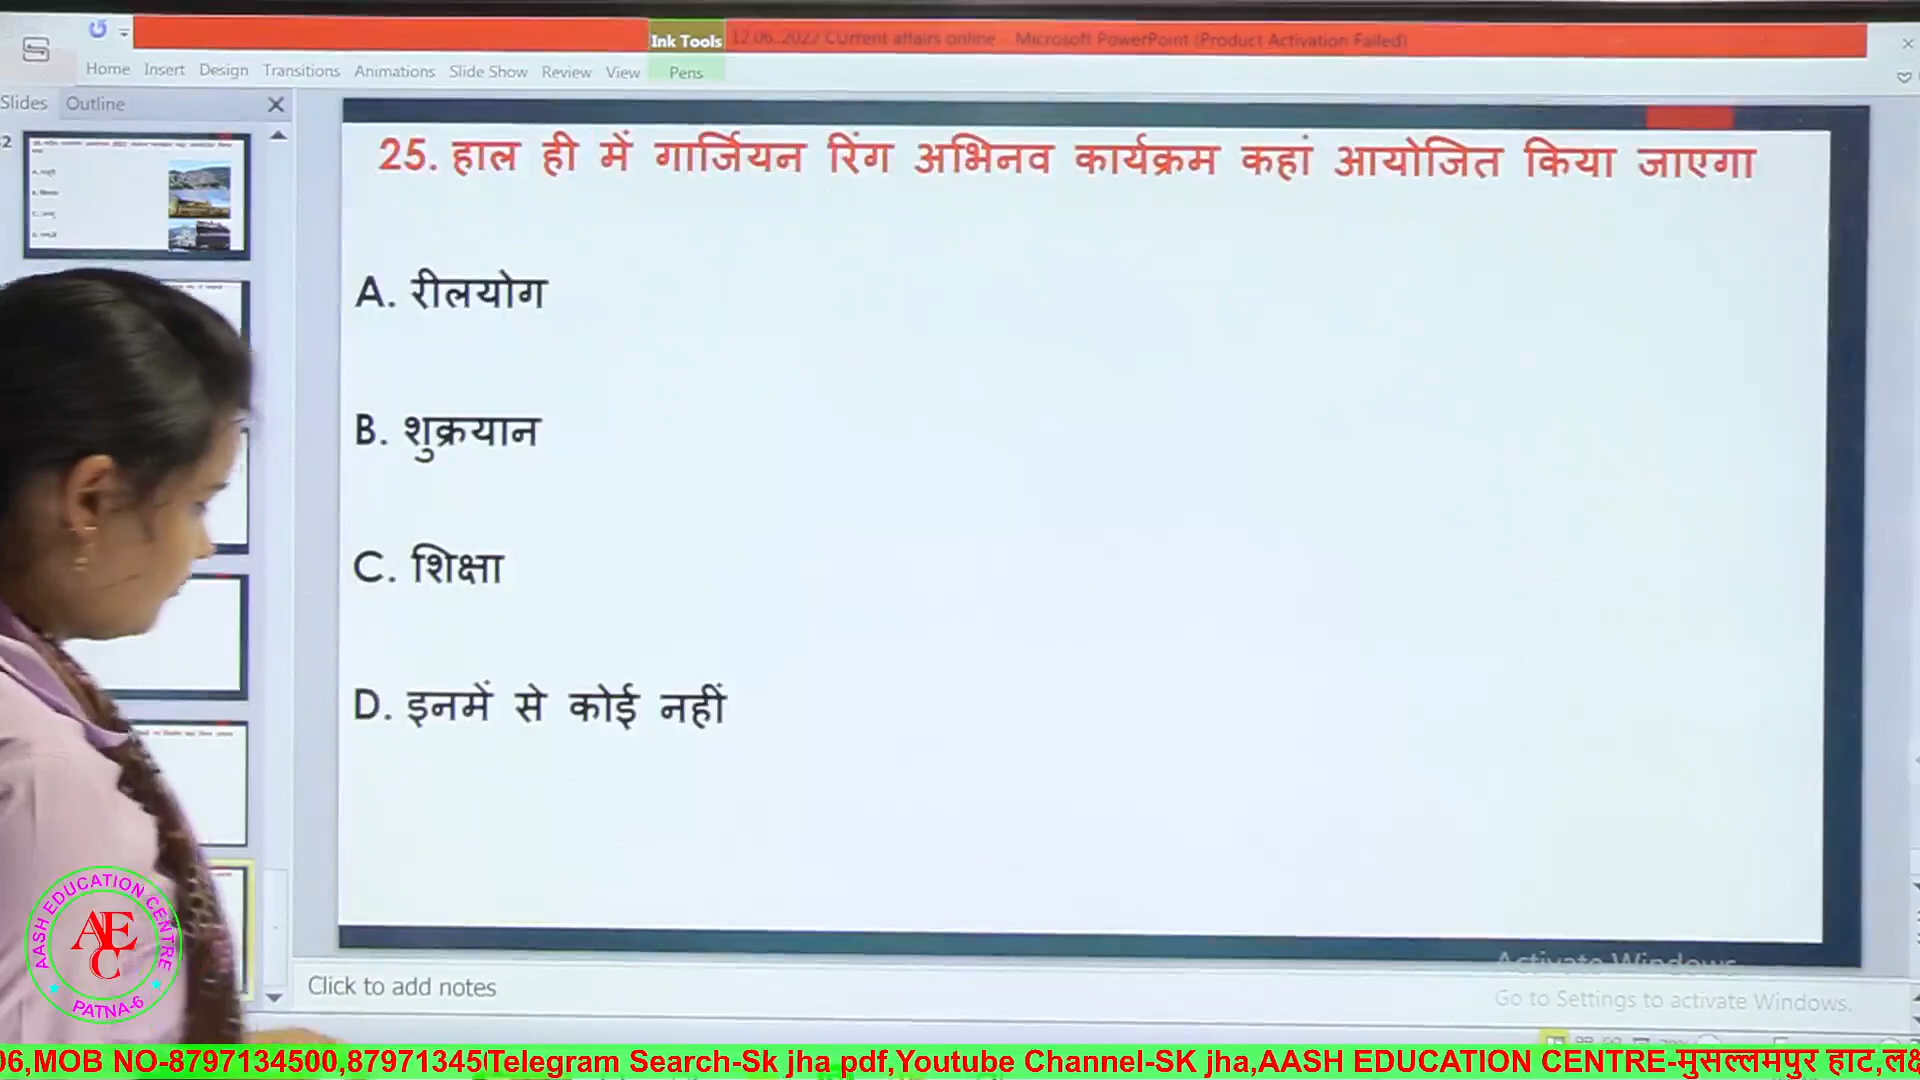 Ink Tools
12.06..2022 CUrrent affairs online - Microsoft PowerPoint (Product Activation Failed)
Home Insert Design Transitions Animations Slide Show Review View Pens
Slides Outline
25. हाल ही में गार्जियन रिंग अभिनव कार्यक्रम कहां आयोजित किया जाएगा
A. रीलयोग
B. शुक्रयान
C. शिक्षा
D. इनमें से कोई नहीं
Click to add notes
Activate Windows
Go to Settings to activate Windows.
AASH EDUCATION CENTRE
AEC
PATNA-6
06,MOB NO-8797134500,879713450 Telegram Search-Sk jha pdf,Youtube Channel-SK jha,AASH EDUCATION CENTRE-मुसल्लमपुर हाट,लक्ष